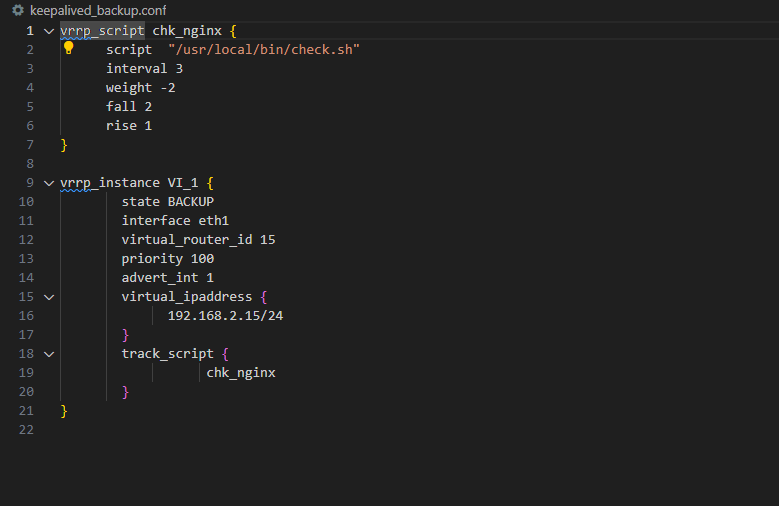 keepalived_backup.conf
1 vrrp_script chk_nginx {
2 script "/usr/local/bin/check.sh"
3 interval 3
4 weight -2
5 fall 2
6 rise 1
7 }
8
9 vrrp_instance VI_1 {
10 state BACKUP
11 interface eth1
12 virtual_router_id 15
13 priority 100
14 advert_int 1
15 virtual_ipaddress {
16 192.168.2.15/24
17 }
18 track_script {
19 chk_nginx
20 }
21 }
22